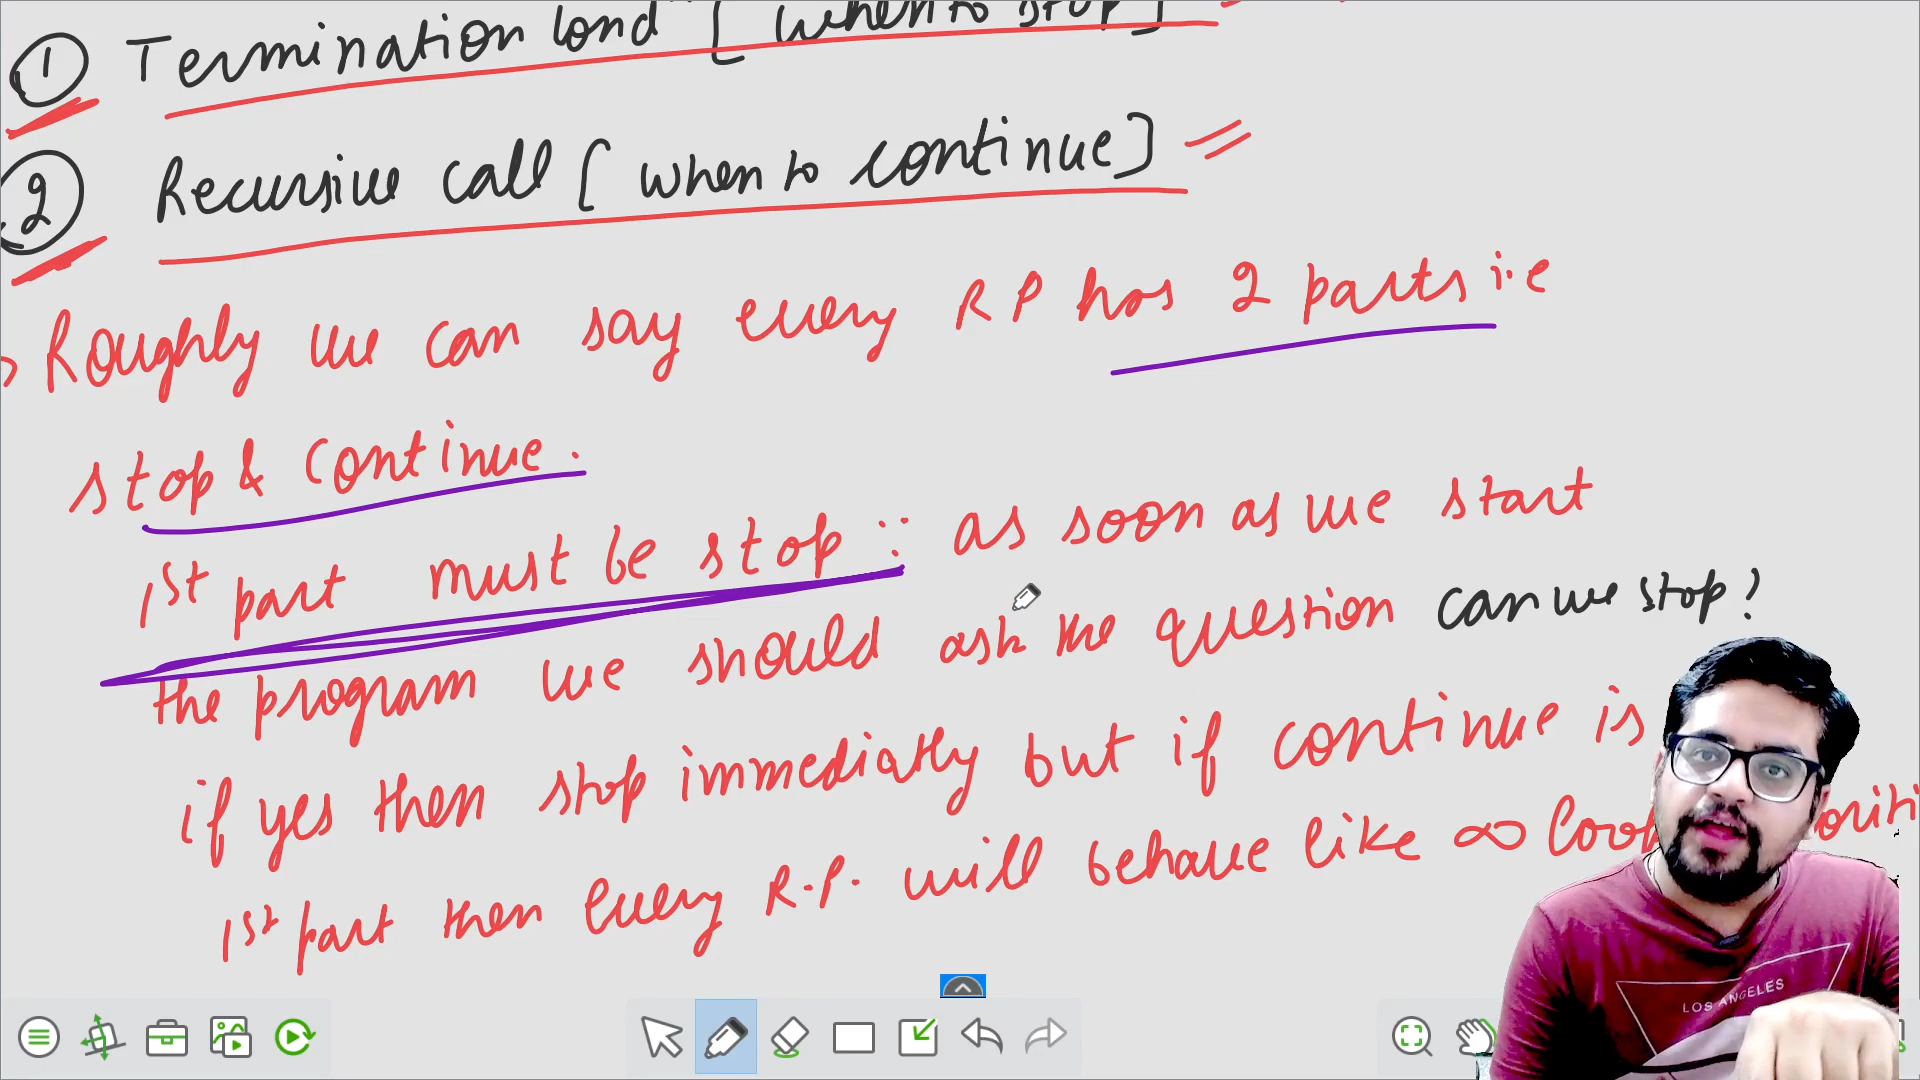 1 Termination Cond^n [ when to stop ]
2 Recursive Call [ when to continue ]
Roughly we can say every RP has 2 parts i.e
stop & continue.
1st part must be stop ∵ as soon as we start
the program we should ask the question can we stop?
if yes then stop immediatly but if continue is
1st part then every R.P. will behave like ∞ loop
LOS ANGELES